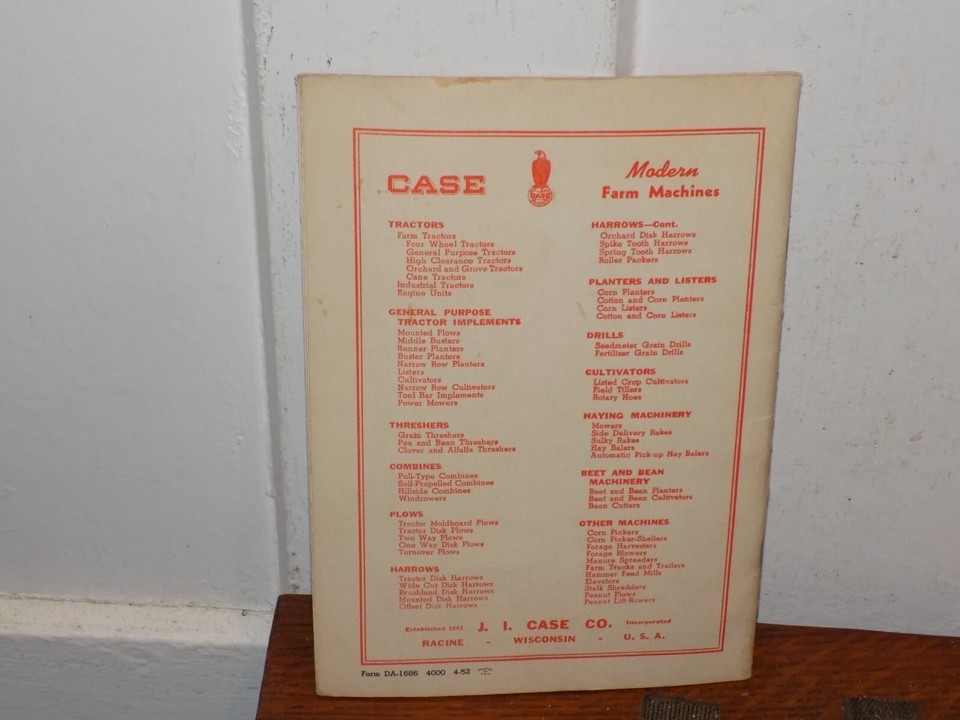 CASE
CASE
Modern
Farm Machines
TRACTORS
Farm Tractors
Four Wheel Tractors
General Purpose Tractors
High Clearance Tractors
Orchard and Grove Tractors
Cane Tractors
Industrial Tractors
Engine Units
GENERAL PURPOSE
TRACTOR IMPLEMENTS
Mounted Plows
Middle Busters
Runner Planters
Buster Planters
Narrow Row Planters
Listers
Cultivators
Narrow Row Cultivators
Tool Bar Implements
Power Mowers
THRESHERS
Grain Threshers
Pea and Bean Threshers
Clover and Alfalfa Threshers
COMBINES
Pull-Type Combines
Self-Propelled Combines
Hillside Combines
Windrowers
PLOWS
Tractor Moldboard Plows
Tractor Disk Plows
Two Way Plows
One Way Disk Plows
Turnover Plows
HARROWS
Tractor Disk Harrows
Wide Cut Disk Harrows
Brushland Disk Harrows
Mounted Disk Harrows
Offset Disk Harrows
HARROWS—Cont.
Orchard Disk Harrows
Spike Tooth Harrows
Spring Tooth Harrows
Roller Packers
PLANTERS AND LISTERS
Corn Planters
Cotton and Corn Planters
Corn Listers
Cotton and Corn Listers
DRILLS
Seedmeter Grain Drills
Fertilizer Grain Drills
CULTIVATORS
Listed Crop Cultivators
Field Tillers
Rotary Hoes
HAYING MACHINERY
Mowers
Side Delivery Rakes
Sulky Rakes
Hay Balers
Automatic Pick-up Hay Balers
BEET AND BEAN
MACHINERY
Beet and Bean Planters
Beet and Bean Cultivators
Bean Cutters
OTHER MACHINES
Corn Pickers
Corn Picker-Shellers
Forage Harvesters
Forage Blowers
Manure Spreaders
Farm Trucks and Trailers
Hammer Feed Mills
Elevators
Stalk Shredders
Peanut Plows
Peanut Lift-Rowers
Established 1842 J. I. CASE CO. Incorporated
RACINE - WISCONSIN - U. S. A.
Form DA-1686 4000 4-52